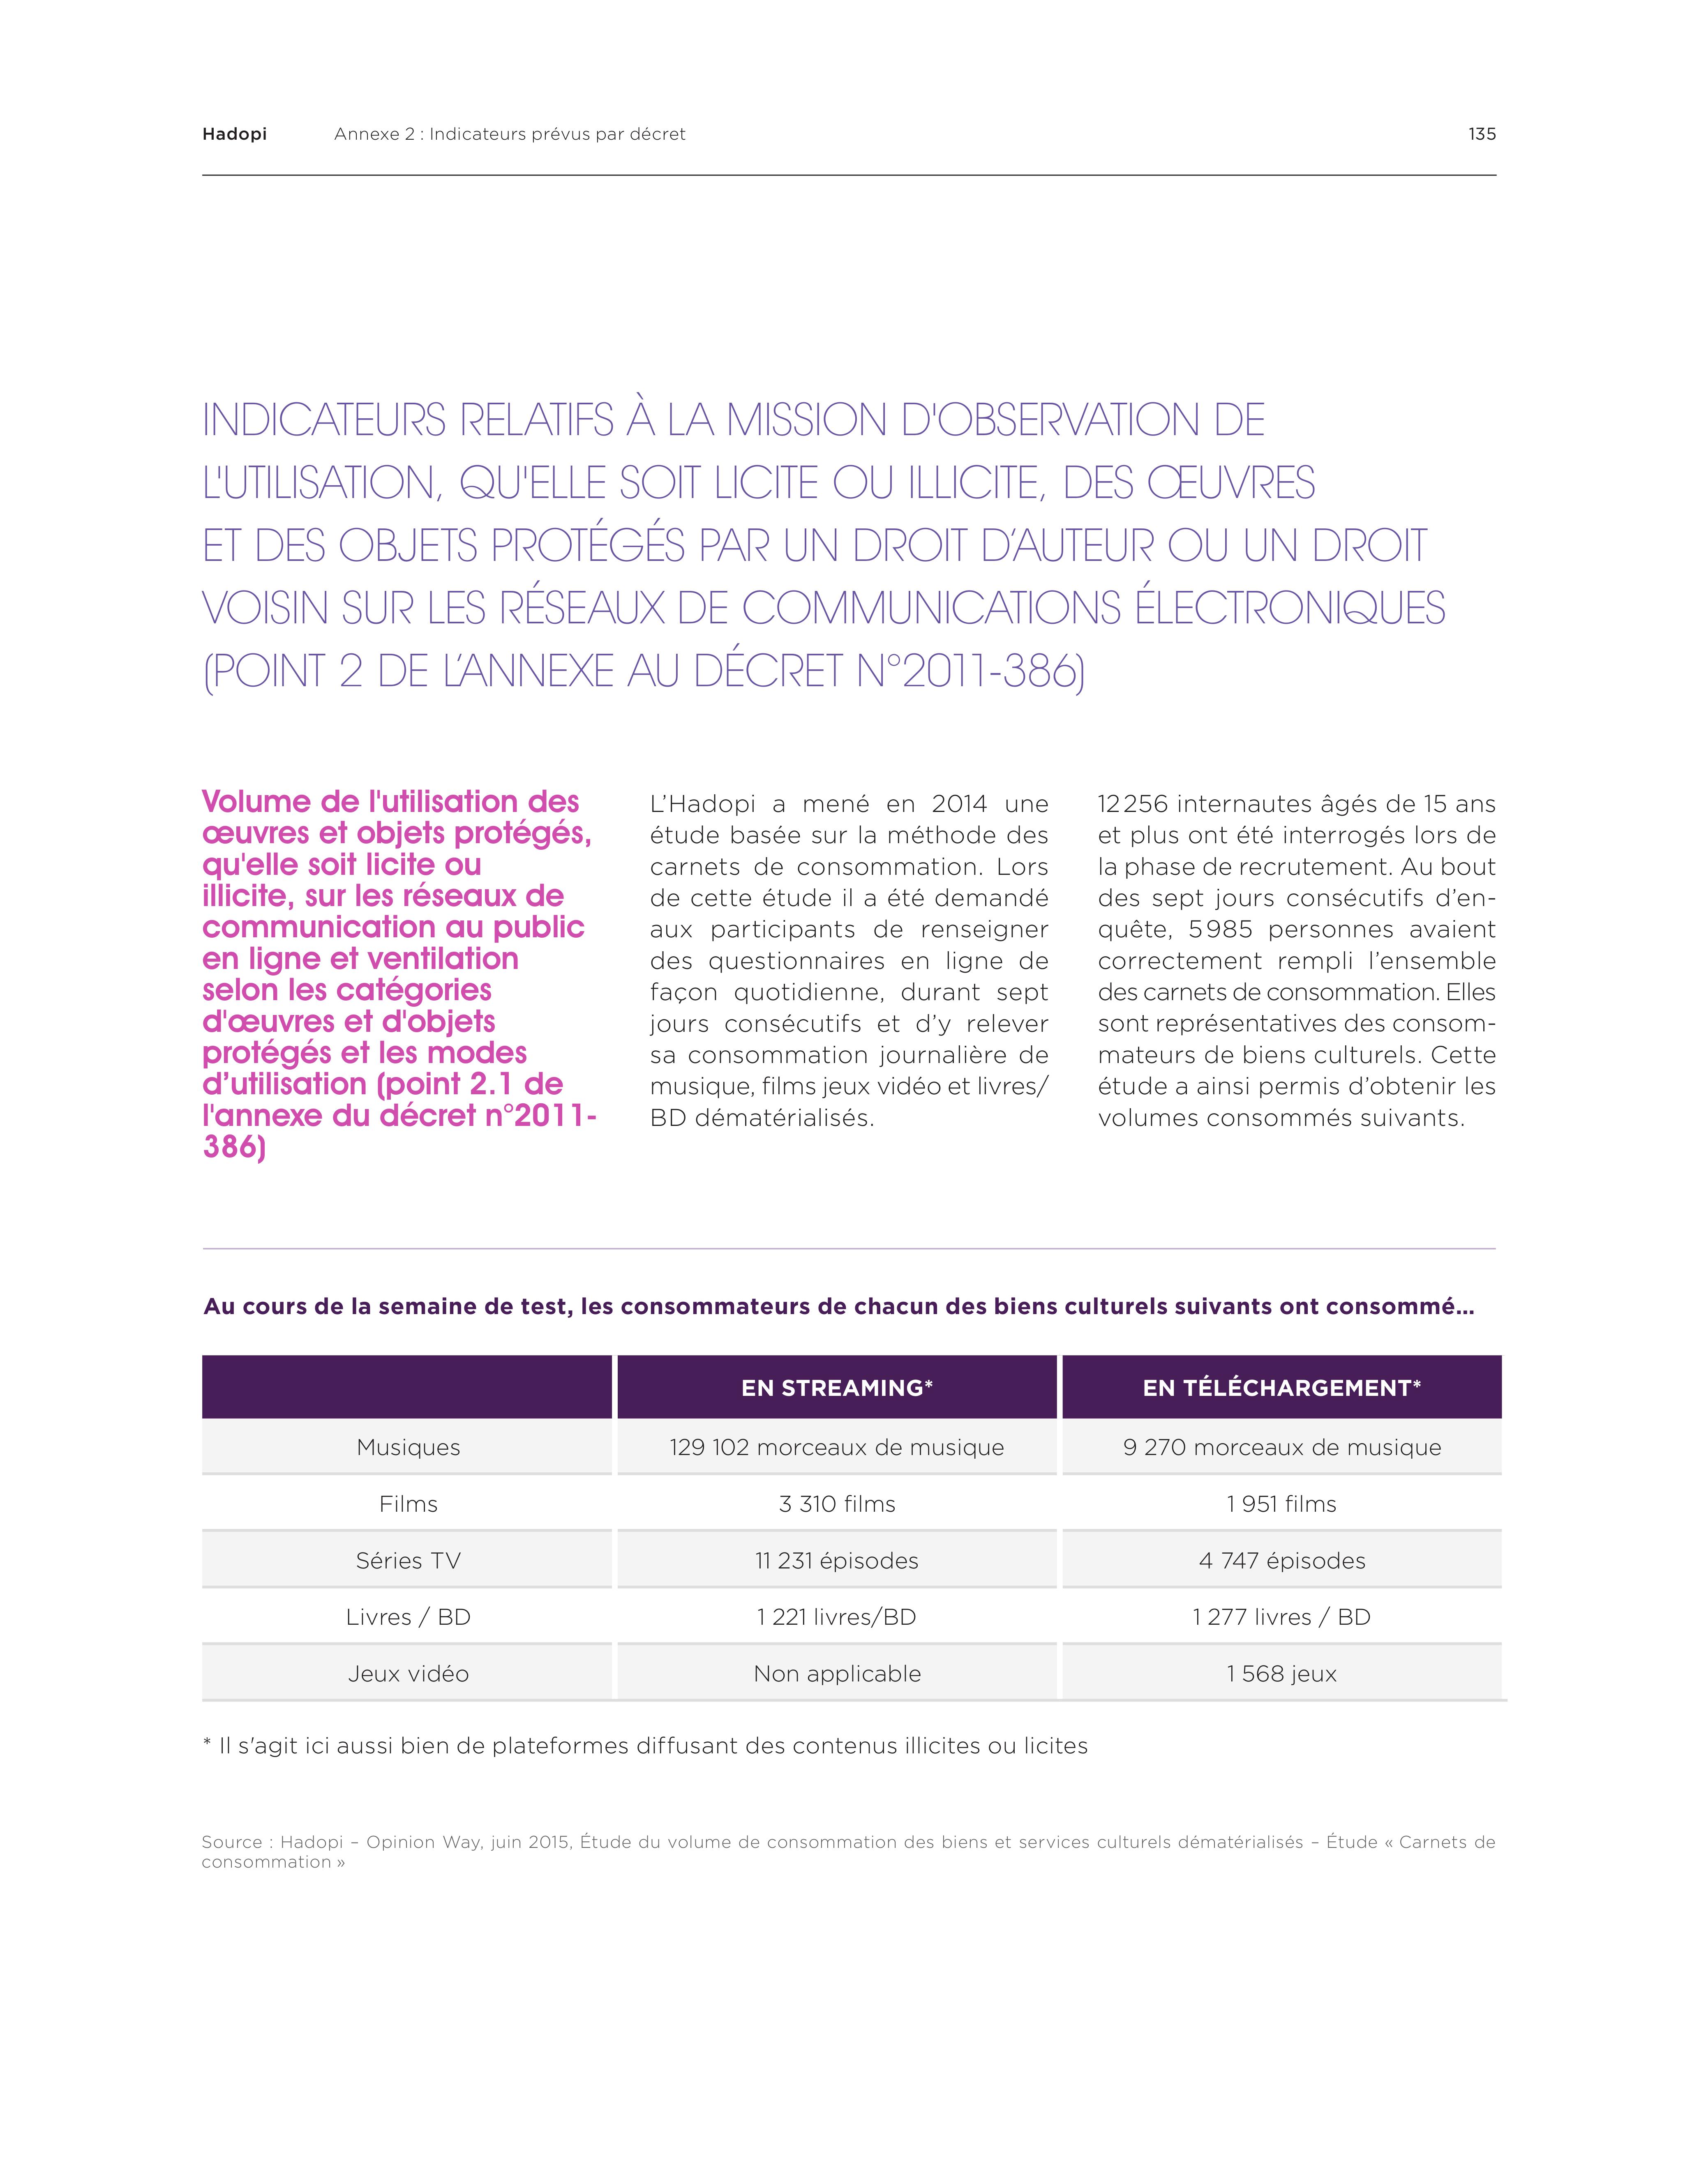 Hadopi Annexe 2 : Indicateurs prévus par décret 135
INDICATEURS RELATIFS À LA MISSION D'OBSERVATION DE
L'UTILISATION, QU'ELLE SOIT LICITE OU ILLICITE, DES ŒUVRES
ET DES OBJETS PROTÉGÉS PAR UN DROIT D’AUTEUR OU UN DROIT
VOISIN SUR LES RÉSEAUX DE COMMUNICATIONS ÉLECTRONIQUES
(POINT 2 DE L’ANNEXE AU DÉCRET N°2011-386)
Volume de l'utilisation des
œuvres et objets protégés,
qu'elle soit licite ou
illicite, sur les réseaux de
communication au public
en ligne et ventilation
selon les catégories
d'œuvres et d'objets
protégés et les modes
d’utilisation (point 2.1 de
l'annexe du décret n°2011-
386)
L’Hadopi a mené en 2014 une
étude basée sur la méthode des
carnets de consommation. Lors
de cette étude il a été demandé
aux participants de renseigner
des questionnaires en ligne de
façon quotidienne, durant sept
jours consécutifs et d’y relever
sa consommation journalière de
musique, films jeux vidéo et livres/
BD dématérialisés.
12 256 internautes âgés de 15 ans
et plus ont été interrogés lors de
la phase de recrutement. Au bout
des sept jours consécutifs d’en-
quête, 5 985 personnes avaient
correctement rempli l’ensemble
des carnets de consommation. Elles
sont représentatives des consom-
mateurs de biens culturels. Cette
étude a ainsi permis d’obtenir les
volumes consommés suivants.
Au cours de la semaine de test, les consommateurs de chacun des biens culturels suivants ont consommé...
EN STREAMING* EN TÉLÉCHARGEMENT*
Musiques 129 102 morceaux de musique 9 270 morceaux de musique
Films 3 310 films 1 951 films
Séries TV 11 231 épisodes 4 747 épisodes
Livres / BD 1 221 livres/BD 1 277 livres / BD
Jeux vidéo Non applicable 1 568 jeux
* Il s'agit ici aussi bien de plateformes diffusant des contenus illicites ou licites
Source : Hadopi – Opinion Way, juin 2015, Étude du volume de consommation des biens et services culturels dématérialisés – Étude « Carnets de
consommation »